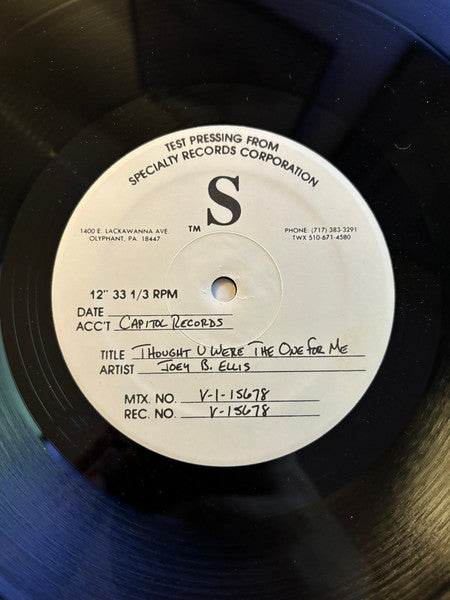 TEST PRESSING FROM
SPECIALTY RECORDS CORPORATION
S
TM
1400 E. LACKAWANNA AVE.
OLYPHANT, PA. 18447
PHONE: (717) 383-3291
TWX 510-671-4580
12" 33 1/3 RPM
DATE
ACC'T CAPITOL RECORDS
TITLE THOUGHT U WERE THE ONE FOR ME
ARTIST JOEY B. ELLIS
MTX. NO. V-1-15678
REC. NO. V-15678